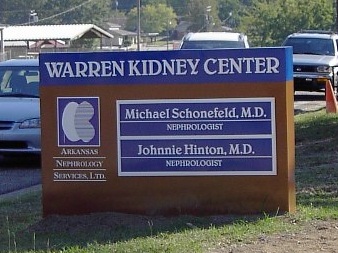 WARREN KIDNEY CENTER
Michael Schonefeld, M.D.
NEPHROLOGIST
Johnnie Hinton, M.D.
NEPHROLOGIST
ARKANSAS
NEPHROLOGY
SERVICES, LTD.